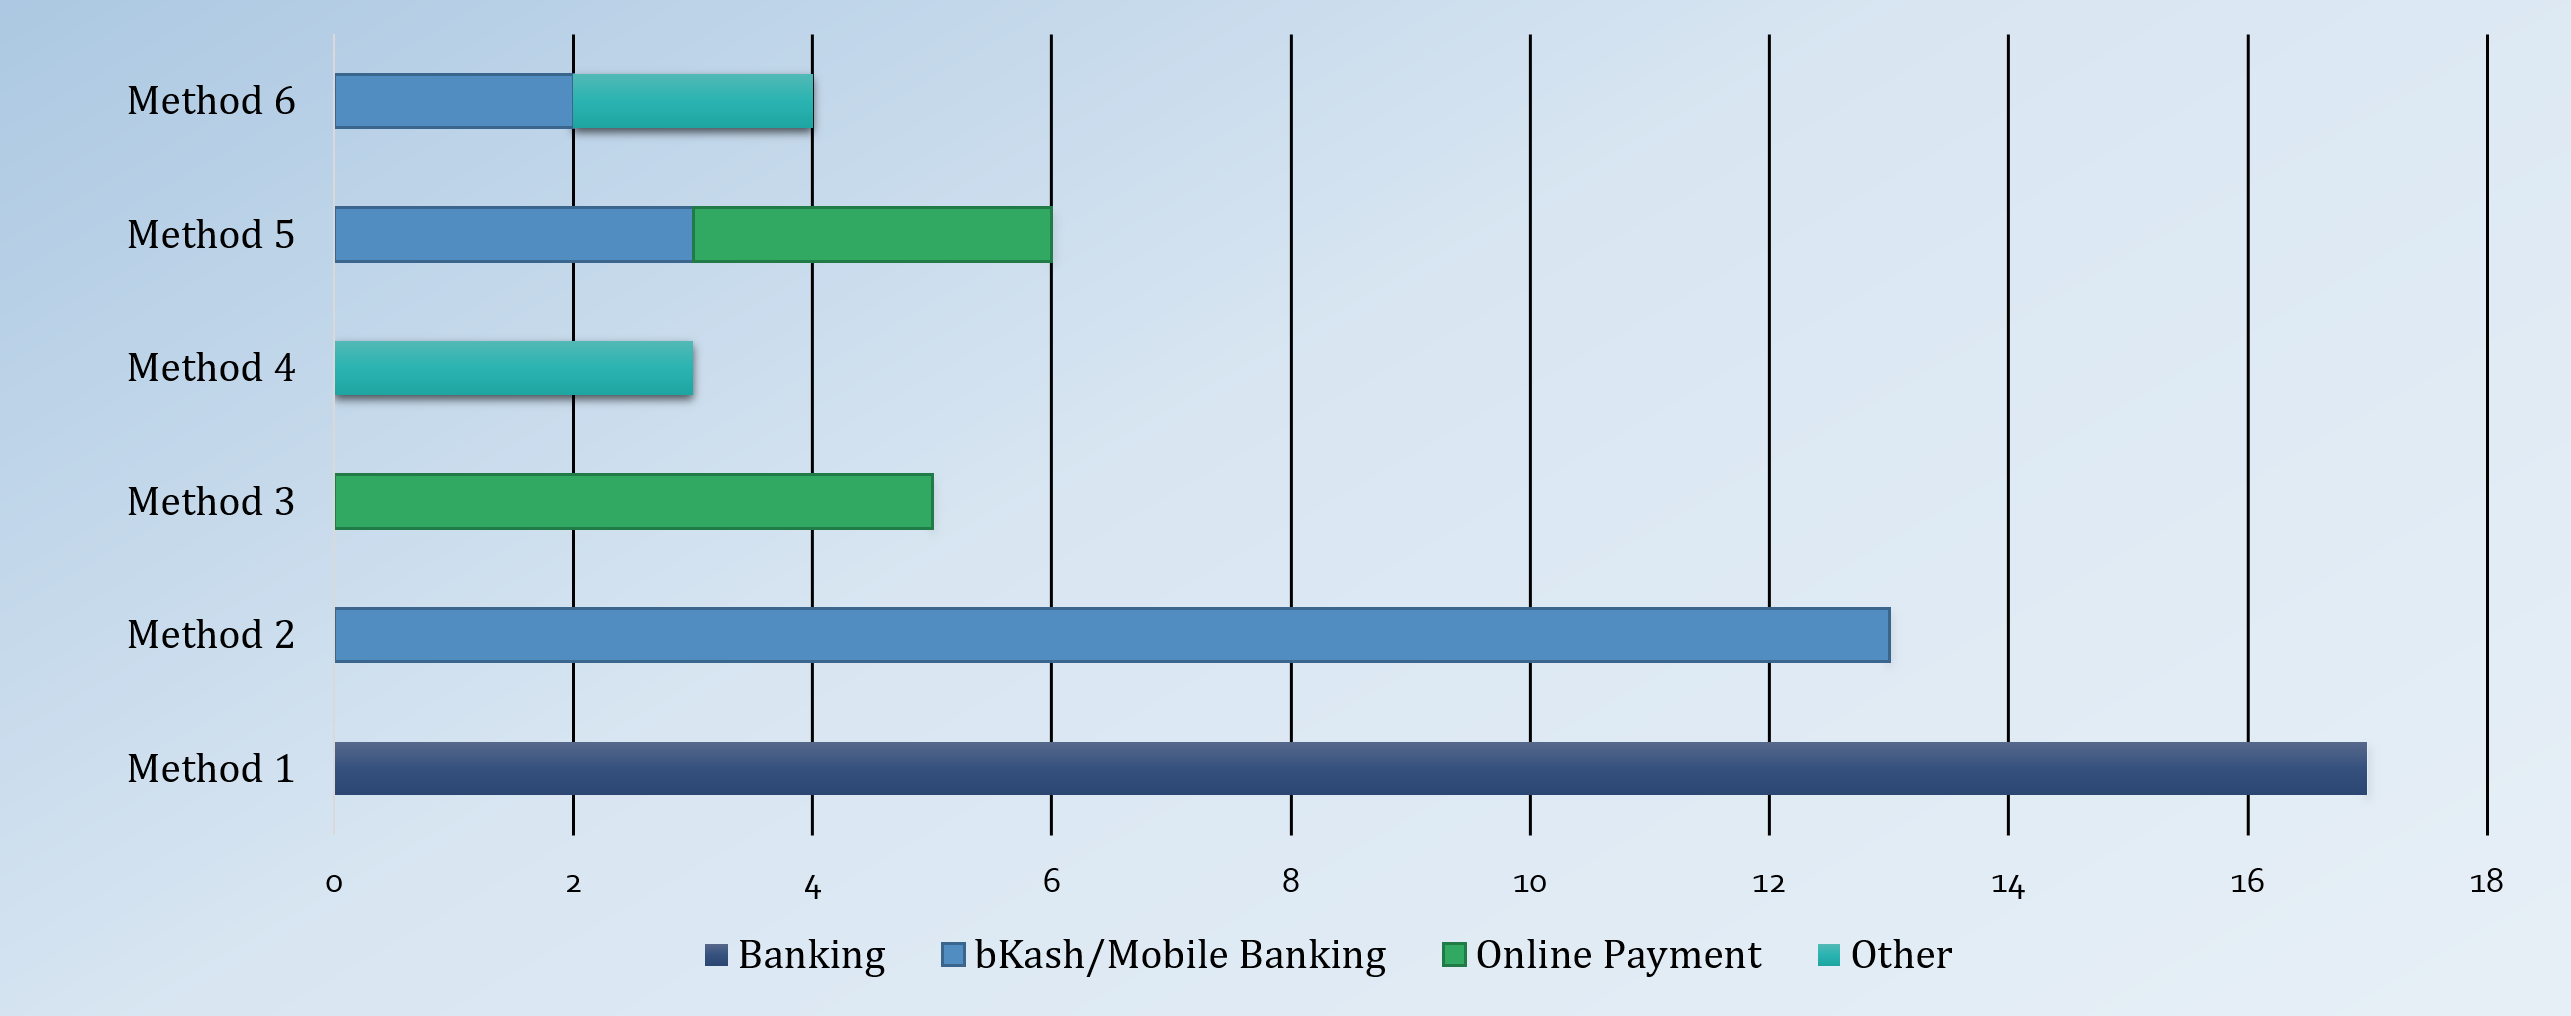 Method 6
Method 5
Method 4
Method 3
Method 2
Method 1
0 2 4 6 8 10 12 14 16 18
Banking bKash/Mobile Banking Online Payment Other